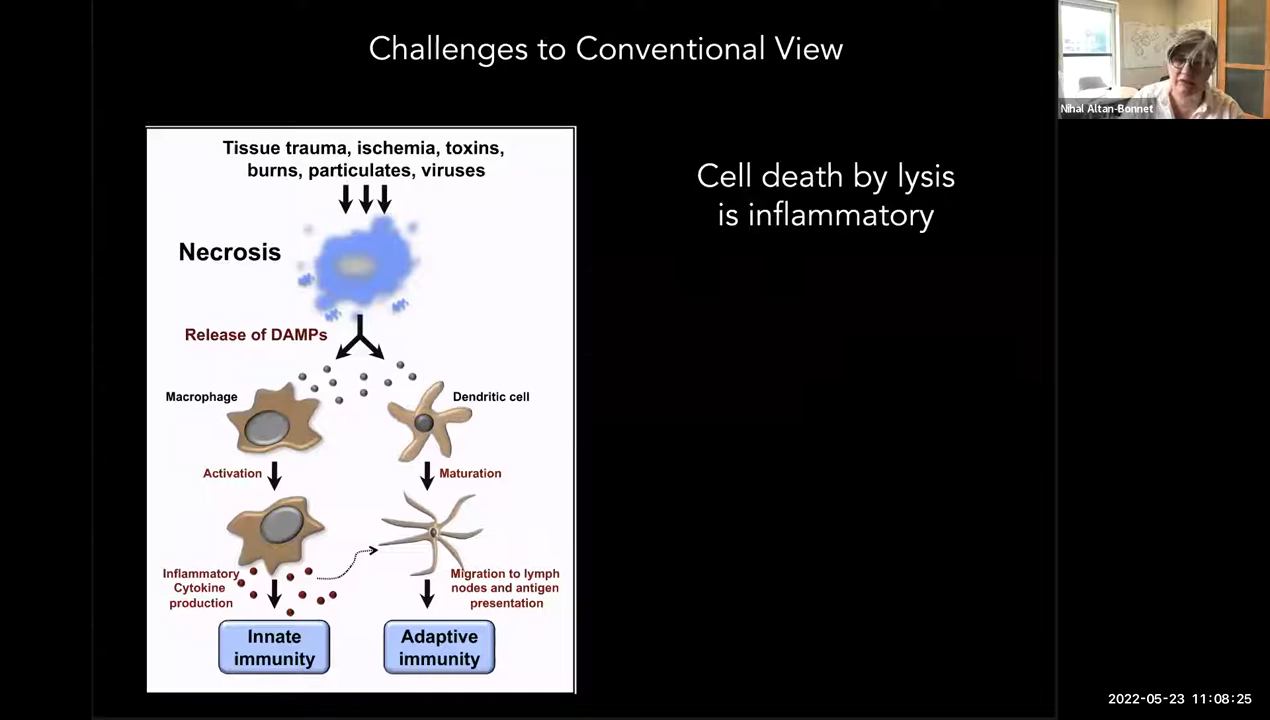 Challenges to Conventional View
Nihal Altan-Bonnet
Tissue trauma, ischemia, toxins,
burns, particulates, viruses
Necrosis
Release of DAMPs
Macrophage
Dendritic cell
Activation
Maturation
Inflammatory
Cytokine
production
Migration to lymph
nodes and antigen
presentation
Innate
immunity
Adaptive
immunity
Cell death by lysis
is inflammatory
2022-05-23 11:08:25